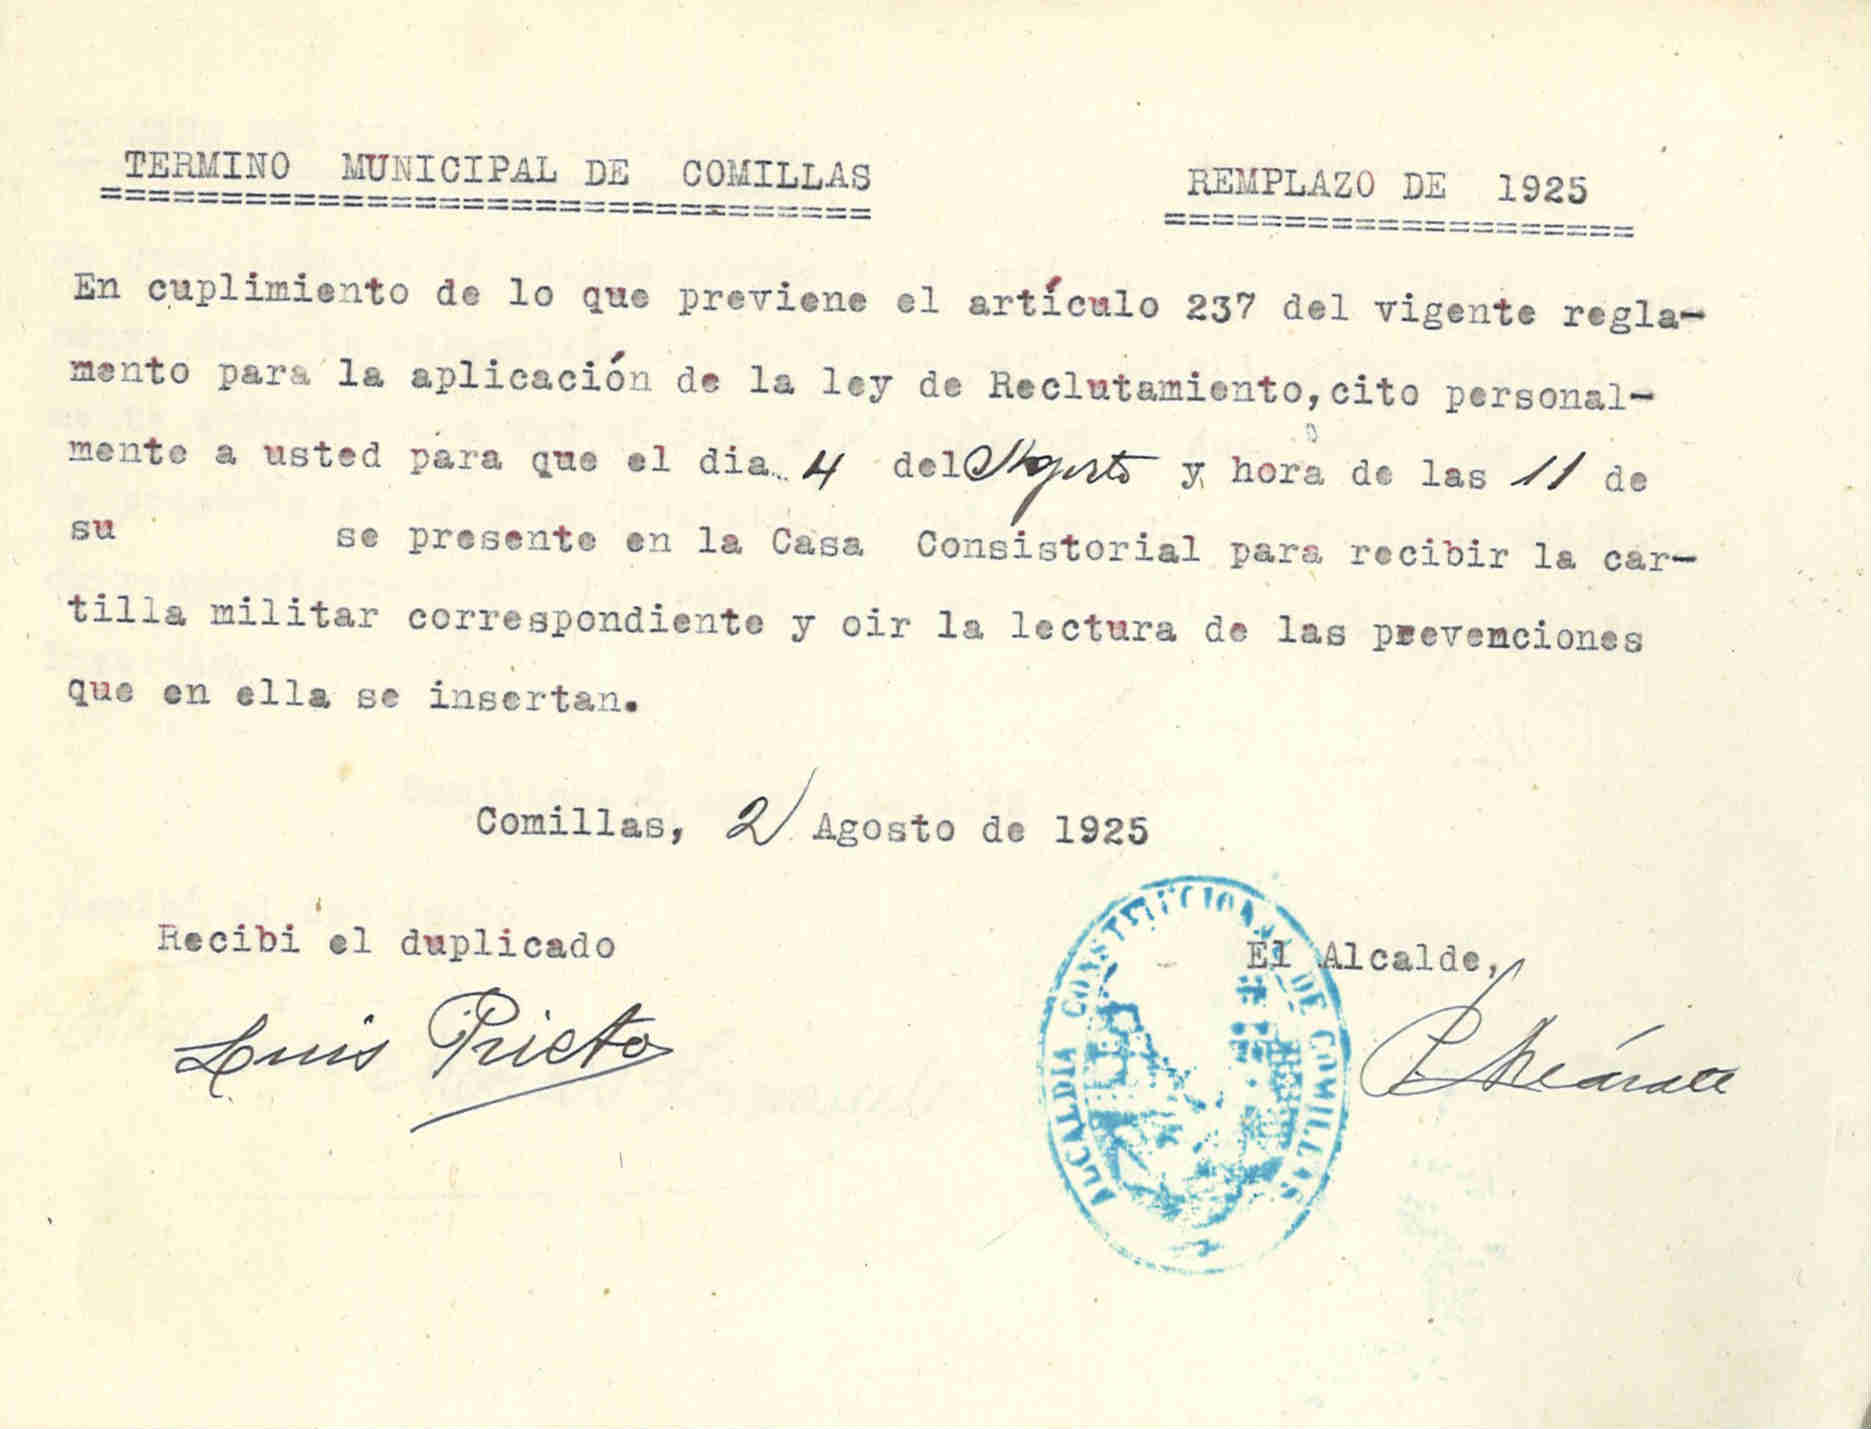 TERMINO MUNICIPAL DE COMILLAS REMPLAZO DE 1925
================================ ====================
En cuplimiento de lo que previene el artículo 237 del vigente regla-
mento para la aplicación de la ley de Reclutamiento, cito personal-
mente a usted para que el dia 4 del Agosto y hora de las 11 de
su se presente en la Casa Consistorial para recibir la car-
tilla militar correspondiente y oir la lectura de las prevenciones
que en ella se insertan.
Comillas, 2 Agosto de 1925
Recibi el duplicado
El Alcalde,
Luis Prieto
ALCALDIA CONSTITUCIONAL DE COMILLAS